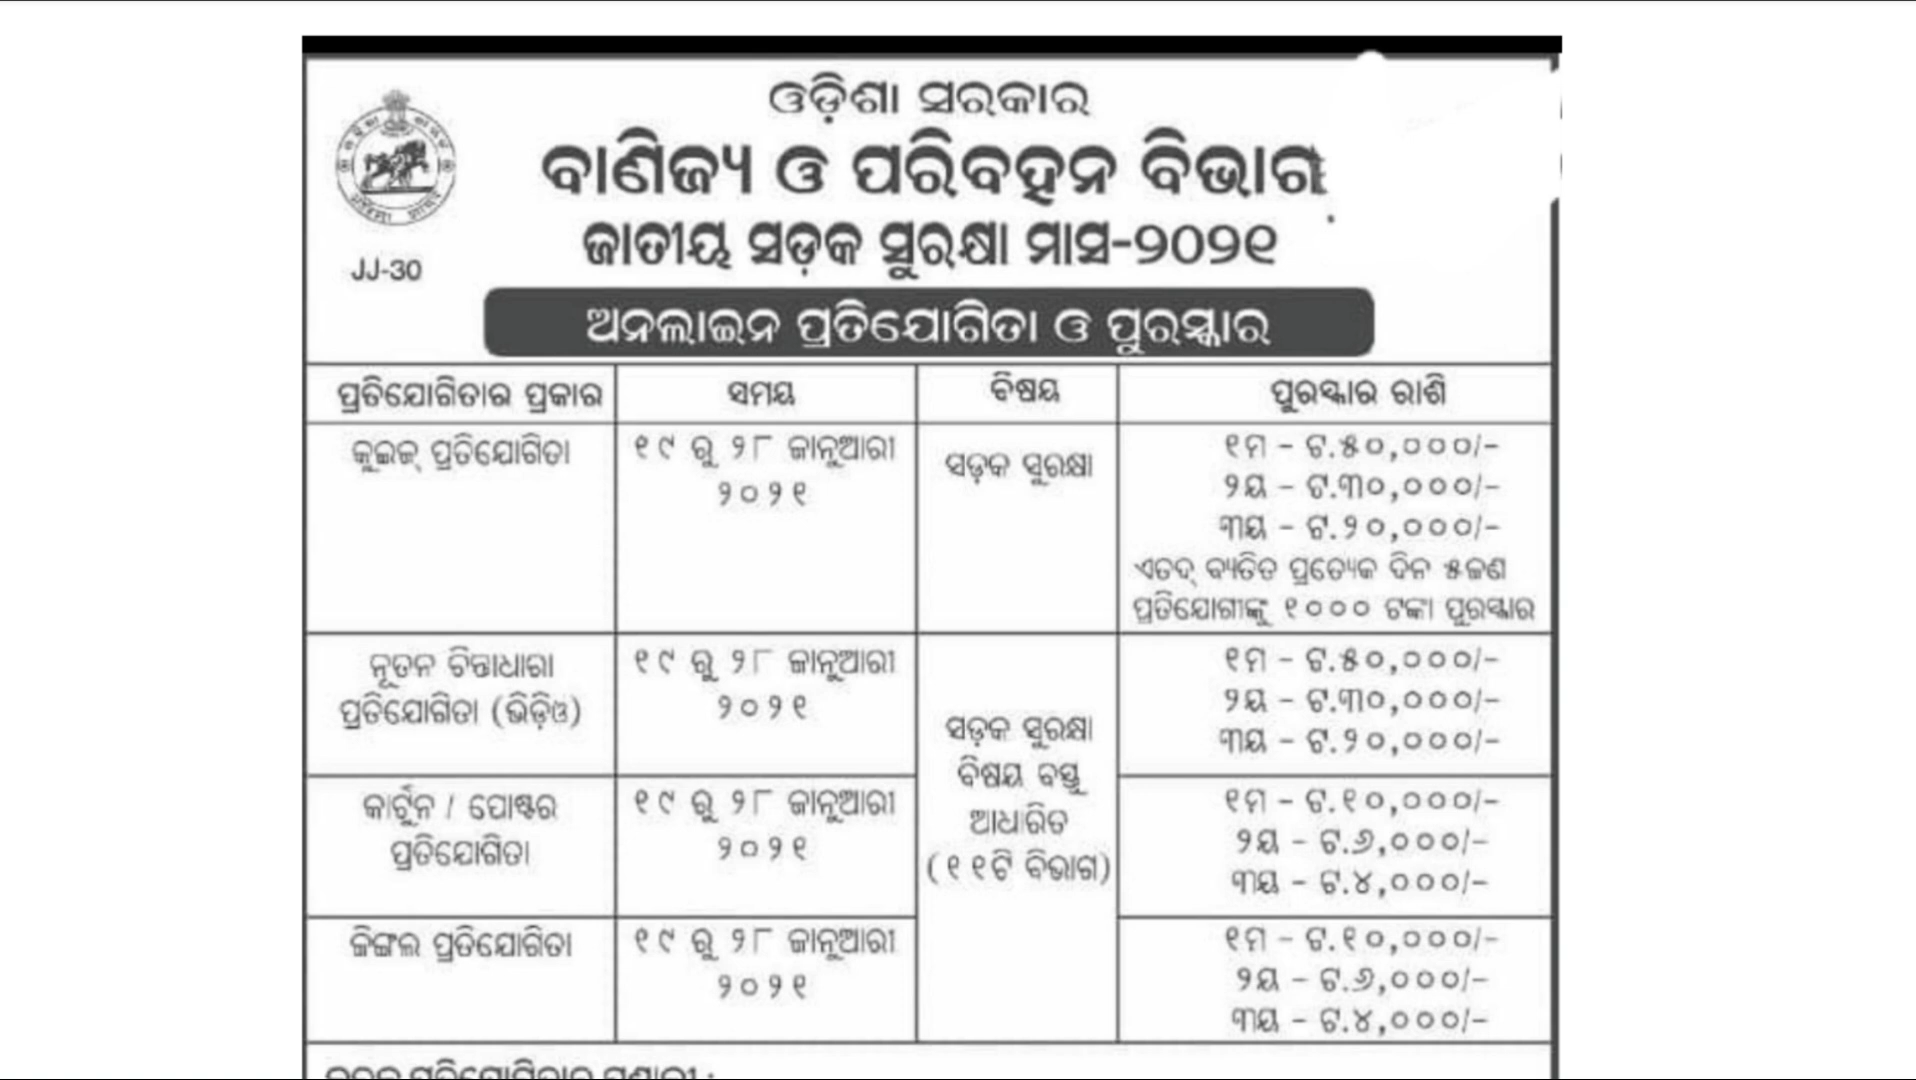 ଓଡ଼ିଶା ସରକାର
ବାଣିଜ୍ୟ ଓ ପରିବହନ ବିଭାଗ
ଜାତୀୟ ସଡ଼କ ସୁରକ୍ଷା ମାସ-୨୦୨୧
JJ-30
ଅନଲାଇନ ପ୍ରତିଯୋଗିତା ଓ ପୁରସ୍କାର
ପ୍ରତିଯୋଗିତାର ପ୍ରକାର
ସମୟ
ବିଷୟ
ପୁରସ୍କାର ରାଶି
କୁଇଜ୍ ପ୍ରତିଯୋଗିତା
୧୯ ରୁ ୨୮ ଜାନୁଆରୀ
୨୦୨୧
ସଡ଼କ ସୁରକ୍ଷା
୧ମ - ଟ.୫୦,୦୦୦/-
୨ୟ - ଟ.୩୦,୦୦୦/-
୩ୟ - ଟ.୨୦,୦୦୦/-
ଏତଦ୍ ବ୍ୟତିତ ପ୍ରତ୍ୟେକ ଦିନ ୫ଜଣ
ପ୍ରତିଯୋଗୀଙ୍କୁ ୧୦୦୦ ଟଙ୍କା ପୁରସ୍କାର
ନୂତନ ଚିନ୍ତାଧାରା
ପ୍ରତିଯୋଗିତା (ଭିଡ଼ିଓ)
୧୯ ରୁ ୨୮ ଜାନୁଆରୀ
୨୦୨୧
ସଡ଼କ ସୁରକ୍ଷା
ବିଷୟ ବସ୍ତୁ
ଆଧାରିତ
(୧୧ଟି ବିଭାଗ)
୧ମ - ଟ.୫୦,୦୦୦/-
୨ୟ - ଟ.୩୦,୦୦୦/-
୩ୟ - ଟ.୨୦,୦୦୦/-
କାର୍ଟୁନ / ପୋଷ୍ଟର
ପ୍ରତିଯୋଗିତା
୧୯ ରୁ ୨୮ ଜାନୁଆରୀ
୨୦୨୧
୧ମ - ଟ.୧୦,୦୦୦/-
୨ୟ - ଟ.୬,୦୦୦/-
୩ୟ - ଟ.୪,୦୦୦/-
ଜିଙ୍ଗଲ ପ୍ରତିଯୋଗିତା
୧୯ ରୁ ୨୮ ଜାନୁଆରୀ
୨୦୨୧
୧ମ - ଟ.୧୦,୦୦୦/-
୨ୟ - ଟ.୬,୦୦୦/-
୩ୟ - ଟ.୪,୦୦୦/-